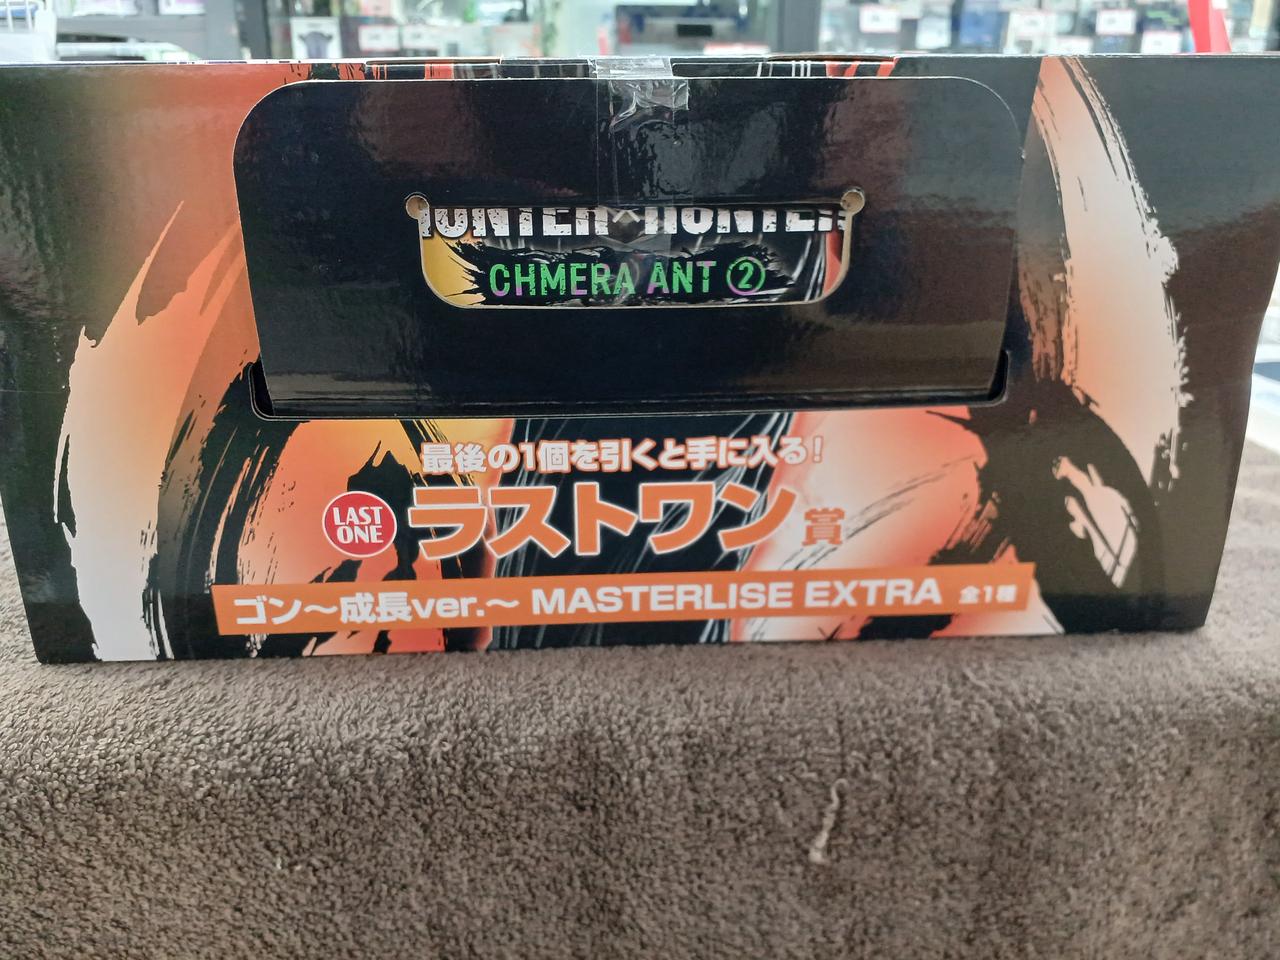 HUNTER×HUNTER
CHMERA ANT ②
最後の1個を引くと手に入る!
LAST
ONE
ラストワン賞
ゴン～成長ver.～ MASTERLISE EXTRA 全1種